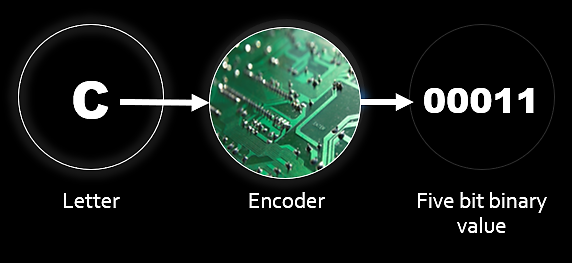 C
00011
Letter
Encoder
Five bit binary
value